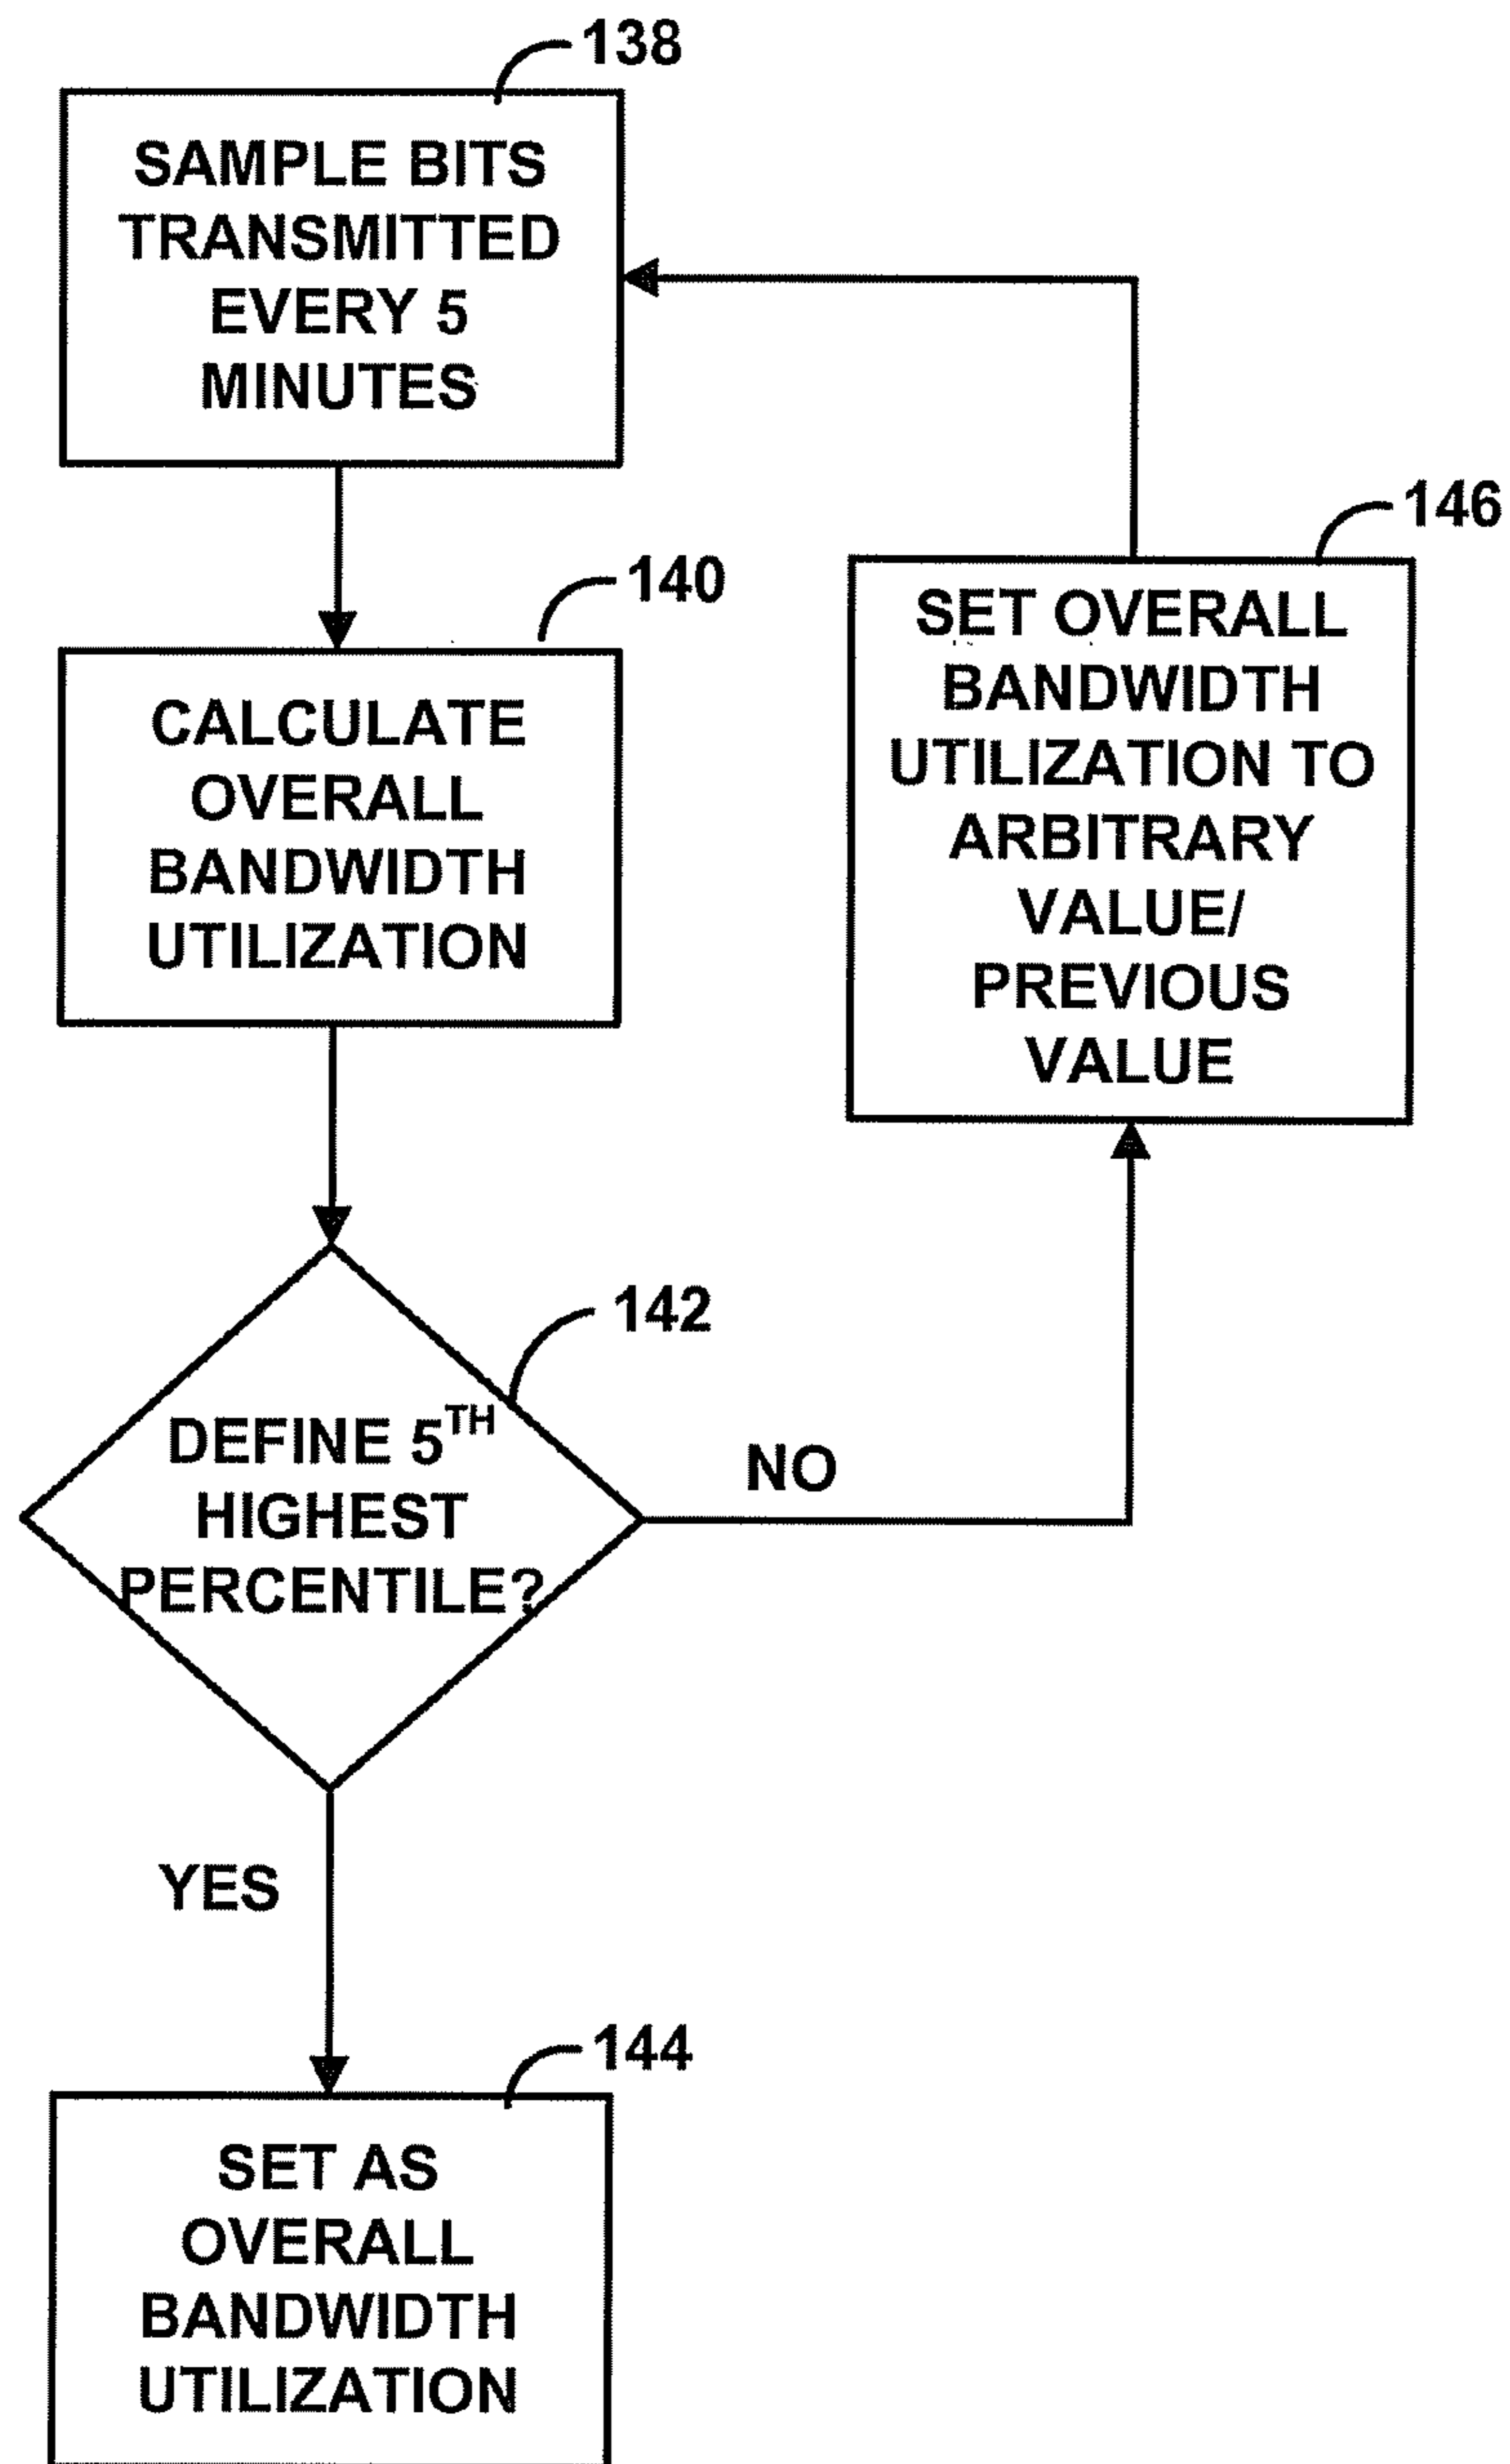 138
SAMPLE BITS
TRANSMITTED
EVERY 5
MINUTES
140
CALCULATE
OVERALL
BANDWIDTH
UTILIZATION
146
SET OVERALL
BANDWIDTH
UTILIZATION TO
ARBITRARY
VALUE/
PREVIOUS
VALUE
142
DEFINE 5TH
HIGHEST
PERCENTILE?
NO
YES
144
SET AS
OVERALL
BANDWIDTH
UTILIZATION